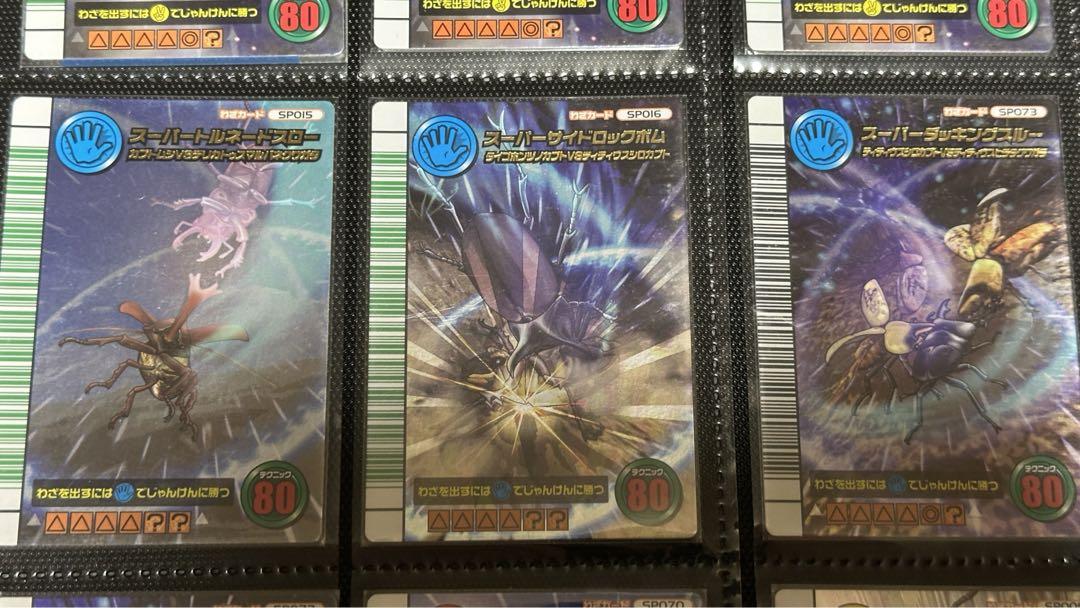 わざを出すには てじゃんけんに勝つ
80
?
わざを出すには てじゃんけんに勝つ
80
?
わざを出すには てじゃんけんに勝つ
80
?
わざカード SP015
スーパートルネードスロー
わざを出すには てじゃんけんに勝つ
テクニック
80
△△△△??
わざカード SP016
スーパーサイドロックボム
わざを出すには てじゃんけんに勝つ
テクニック
80
△△△△??
わざカード SP073
スーパーダッキングスルー
わざを出すには てじゃんけんに勝つ
テクニック
80
△△△△◎?
わざカード
SP070